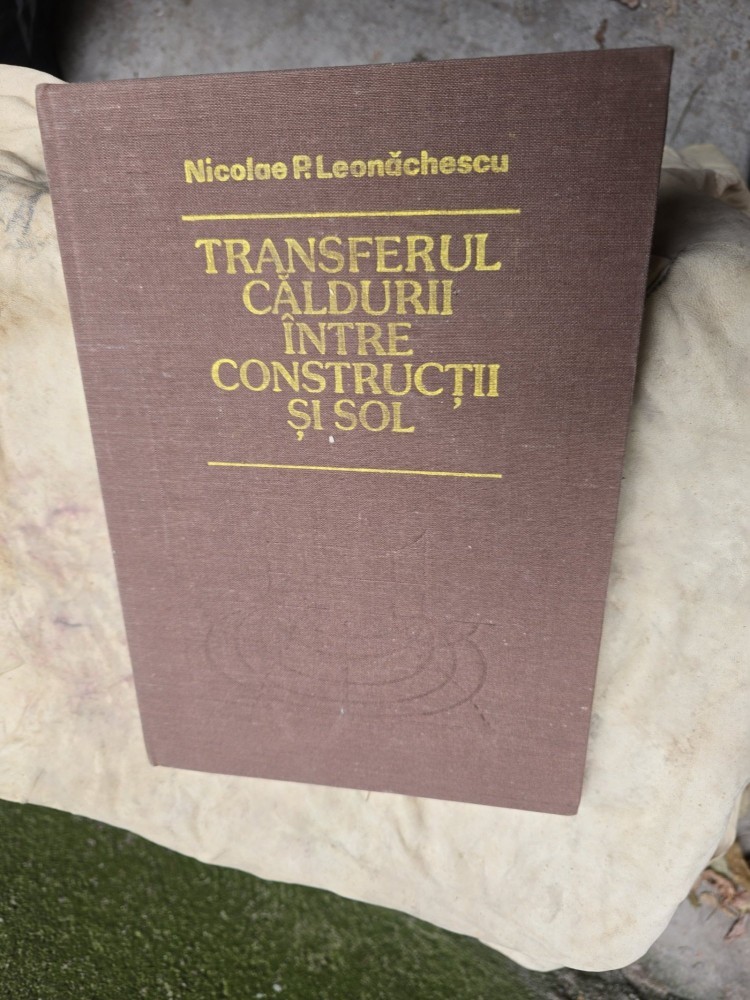 Nicolae P. Leonăchescu
TRANSFERUL
CĂLDURII
ÎNTRE
CONSTRUCȚII
ȘI SOL